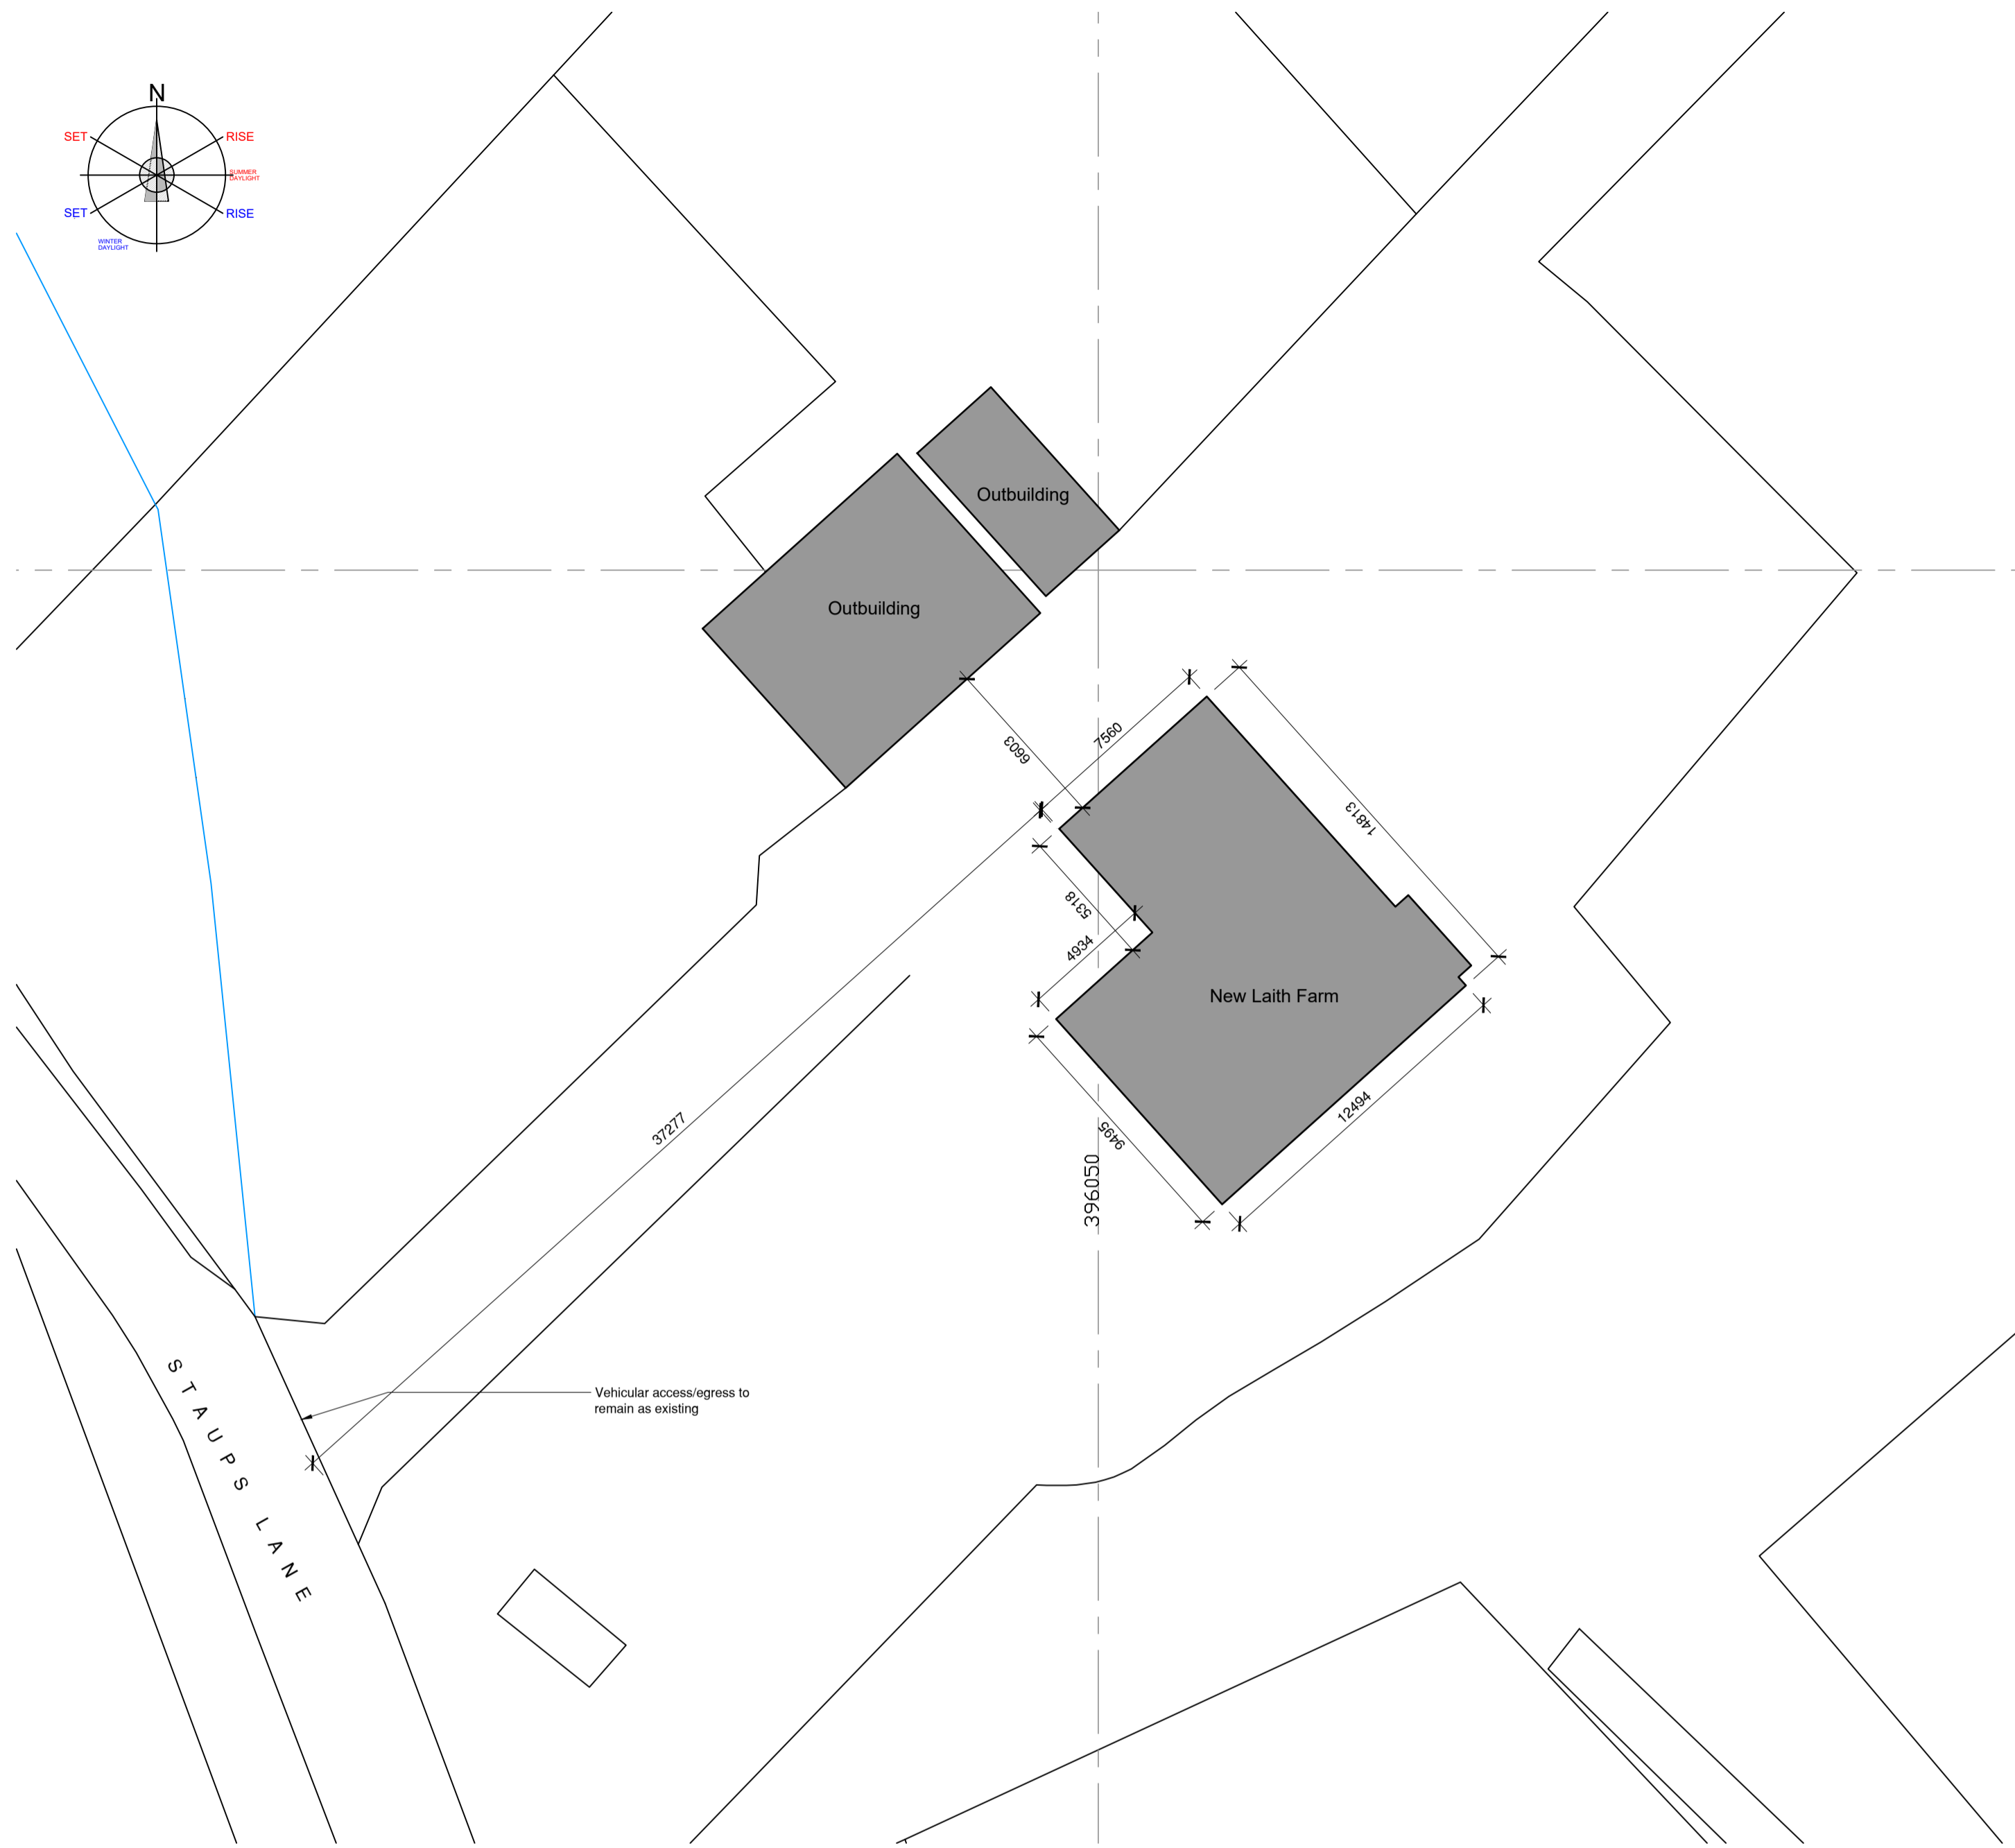 N
SET
RISE
SUMMER
DAYLIGHT
SET
RISE
WINTER
DAYLIGHT
Outbuilding
Outbuilding
6603
7560
14813
5318
4934
New Laith Farm
37277
9495
12494
396050
Vehicular access/egress to
remain as existing
STAUPS LANE